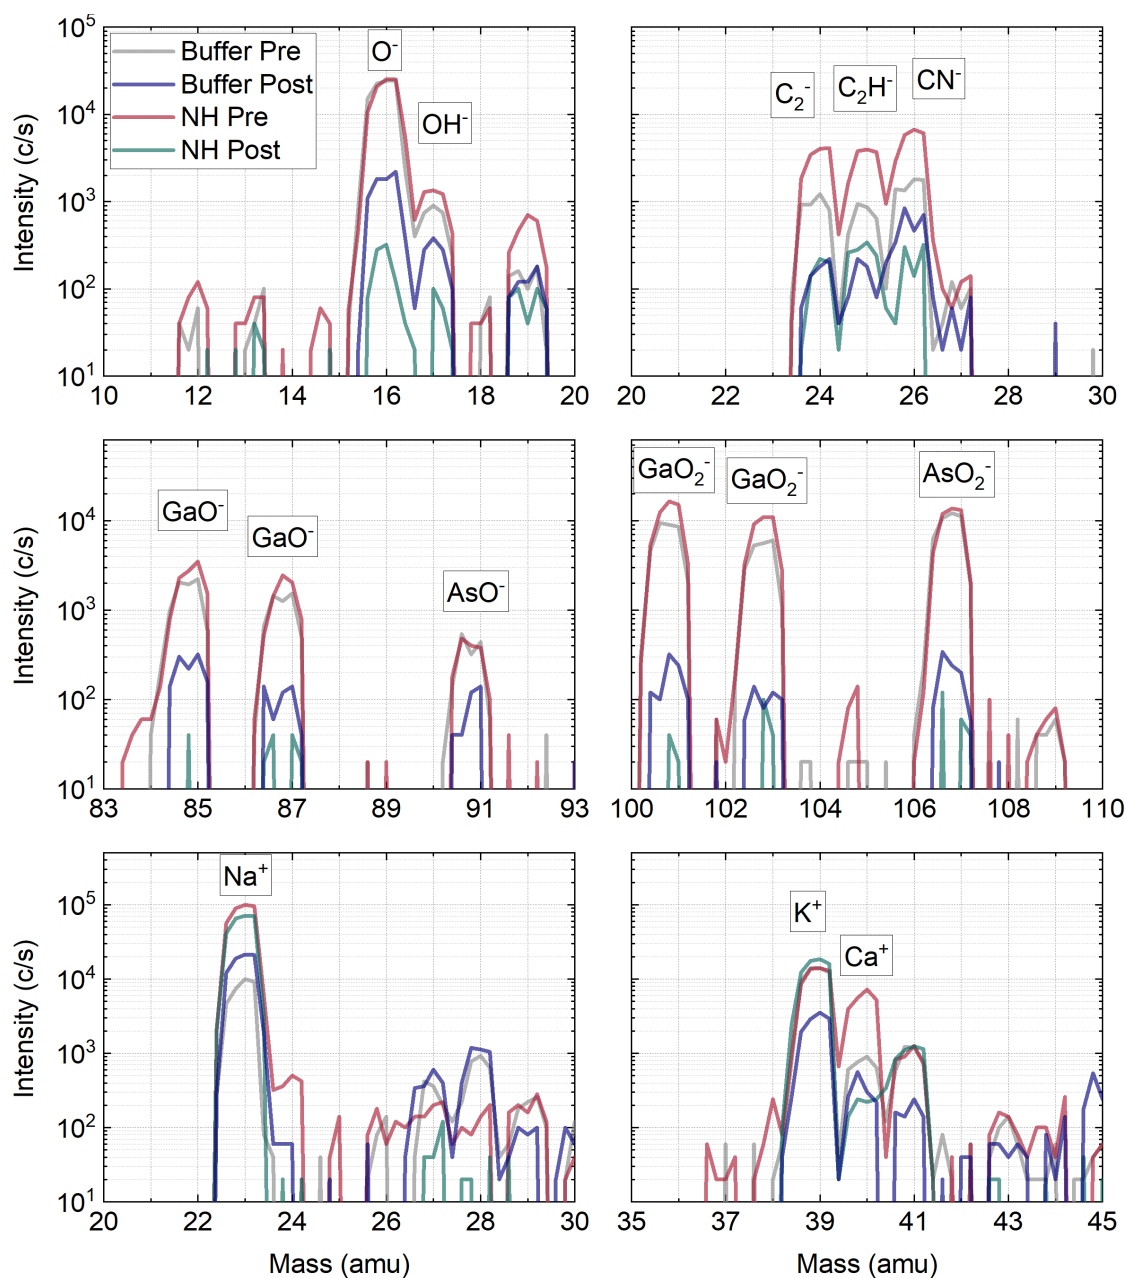 Intensity (c/s)
10⁵
10⁴
10³
10²
10¹
Buffer Pre
Buffer Post
NH Pre
NH Post
O⁻
OH⁻
10 12 14 16 18 20
C₂⁻
C₂H⁻
CN⁻
20 22 24 26 28 30
Intensity (c/s)
10⁴
10³
10²
10¹
GaO⁻
GaO⁻
AsO⁻
83 85 87 89 91 93
GaO₂⁻
GaO₂⁻
AsO₂⁻
100 102 104 106 108 110
Intensity (c/s)
10⁵
10⁴
10³
10²
10¹
Na⁺
20 22 24 26 28 30
Mass (amu)
K⁺
Ca⁺
35 37 39 41 43 45
Mass (amu)